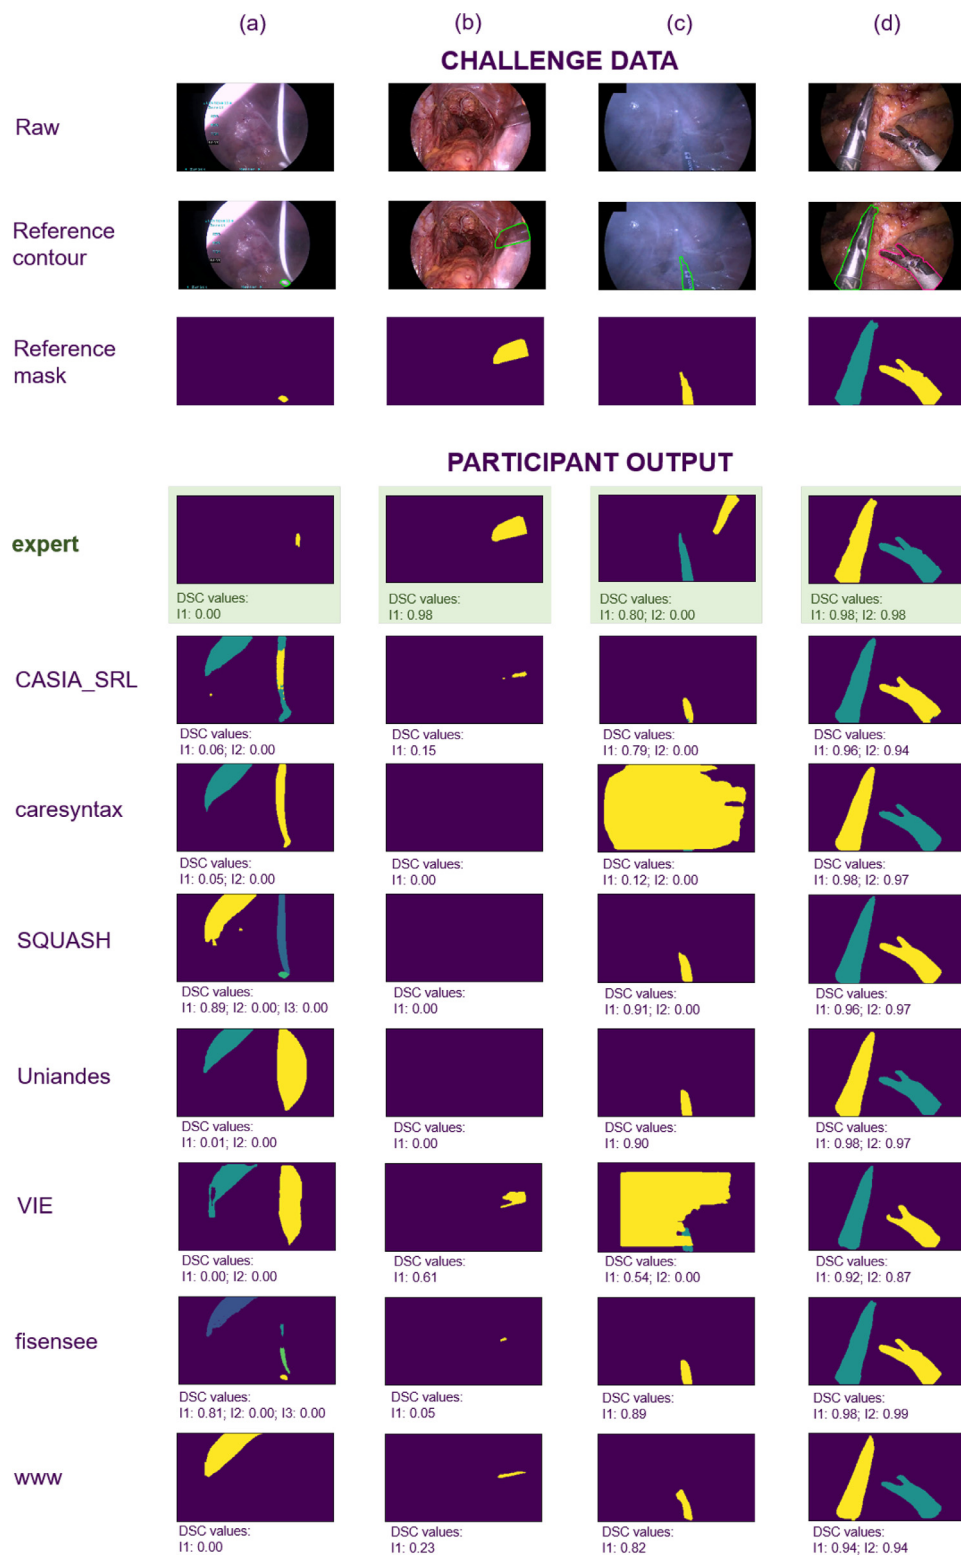 (a) (b) (c) (d)
CHALLENGE DATA
Raw
Reference
contour
Reference
mask
PARTICIPANT OUTPUT
expert
DSC values: DSC values: DSC values: DSC values:
I1: 0.00 I1: 0.98 I1: 0.80; I2: 0.00 I1: 0.98; I2: 0.98
CASIA_SRL
DSC values: DSC values: DSC values: DSC values:
I1: 0.06; I2: 0.00 I1: 0.15 I1: 0.79; I2: 0.00 I1: 0.96; I2: 0.94
caresyntax
DSC values: DSC values: DSC values: DSC values:
I1: 0.05; I2: 0.00 I1: 0.00 I1: 0.12; I2: 0.00 I1: 0.98; I2: 0.97
SQUASH
DSC values: DSC values: DSC values: DSC values:
I1: 0.89; I2: 0.00; I3: 0.00 I1: 0.00 I1: 0.91; I2: 0.00 I1: 0.96; I2: 0.97
Uniandes
DSC values: DSC values: DSC values: DSC values:
I1: 0.01; I2: 0.00 I1: 0.00 I1: 0.90 I1: 0.98; I2: 0.97
VIE
DSC values: DSC values: DSC values: DSC values:
I1: 0.00; I2: 0.00 I1: 0.61 I1: 0.54; I2: 0.00 I1: 0.92; I2: 0.87
fisensee
DSC values: DSC values: DSC values: DSC values:
I1: 0.81; I2: 0.00; I3: 0.00 I1: 0.05 I1: 0.89 I1: 0.98; I2: 0.99
www
DSC values: DSC values: DSC values: DSC values:
I1: 0.00 I1: 0.23 I1: 0.82 I1: 0.94; I2: 0.94